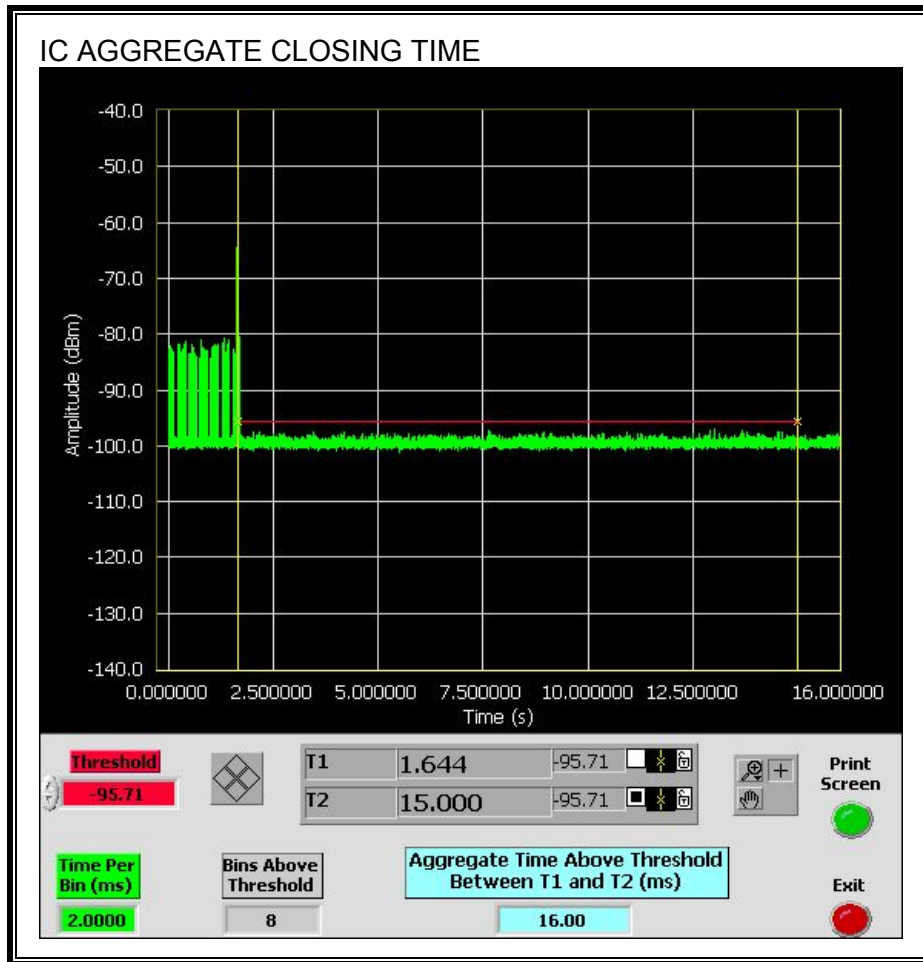 IC AGGREGATE CLOSING TIME
-40.0
-50.0
-60.0
-70.0
-80.0
-90.0
-100.0
-110.0
-120.0
-130.0
-140.0
Amplitude (dBm)
0.000000 2.500000 5.000000 7.500000 10.000000 12.500000 16.000000
Time (s)
Threshold
-95.71
T1 1.644 -95.71
T2 15.000 -95.71
Print
Screen
Time Per
Bin (ms)
2.0000
Bins Above
Threshold
8
Aggregate Time Above Threshold
Between T1 and T2 (ms)
16.00
Exit